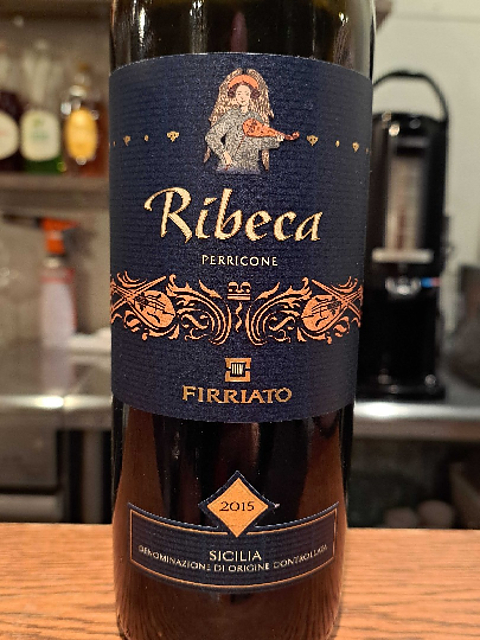 Ribeca
PERRICONE
FIRRIATO
2015
SICILIA
DENOMINAZIONE DI ORIGINE CONTROLLATA